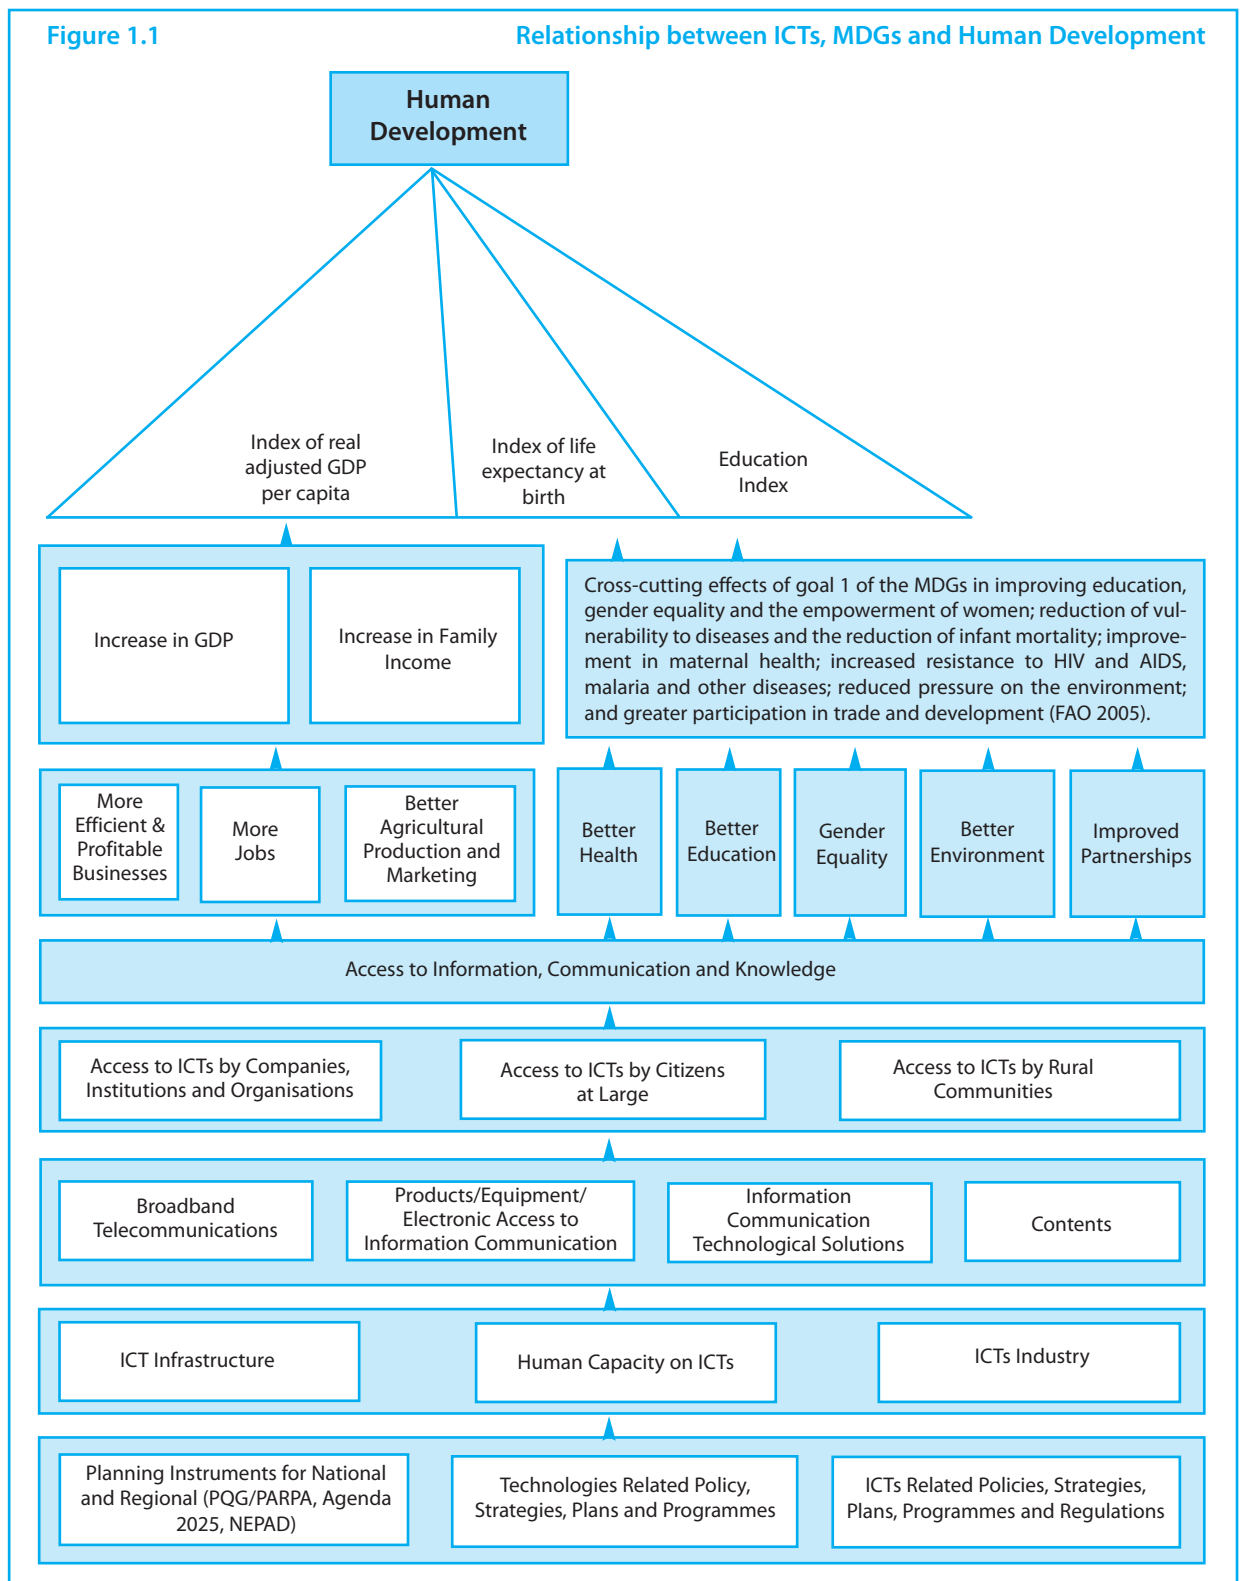 Figure 1.1
Relationship between ICTs, MDGs and Human Development
Human
Development
Index of real
adjusted GDP
per capita
Index of life
expectancy at
birth
Education
Index
Increase in GDP
Increase in Family
Income
Cross-cutting effects of goal 1 of the MDGs in improving education,
gender equality and the empowerment of women; reduction of vul-
nerability to diseases and the reduction of infant mortality; improve-
ment in maternal health; increased resistance to HIV and AIDS,
malaria and other diseases; reduced pressure on the environment;
and greater participation in trade and development (FAO 2005).
More
Efficient &
Profitable
Businesses
More
Jobs
Better
Agricultural
Production and
Marketing
Better
Health
Better
Education
Gender
Equality
Better
Environment
Improved
Partnerships
Access to Information, Communication and Knowledge
Access to ICTs by Companies,
Institutions and Organisations
Access to ICTs by Citizens
at Large
Access to ICTs by Rural
Communities
Broadband
Telecommunications
Products/Equipment/
Electronic Access to
Information Communication
Information
Communication
Technological Solutions
Contents
ICT Infrastructure
Human Capacity on ICTs
ICTs Industry
Planning Instruments for National
and Regional (PQG/PARPA, Agenda
2025, NEPAD)
Technologies Related Policy,
Strategies, Plans and Programmes
ICTs Related Policies, Strategies,
Plans, Programmes and Regulations